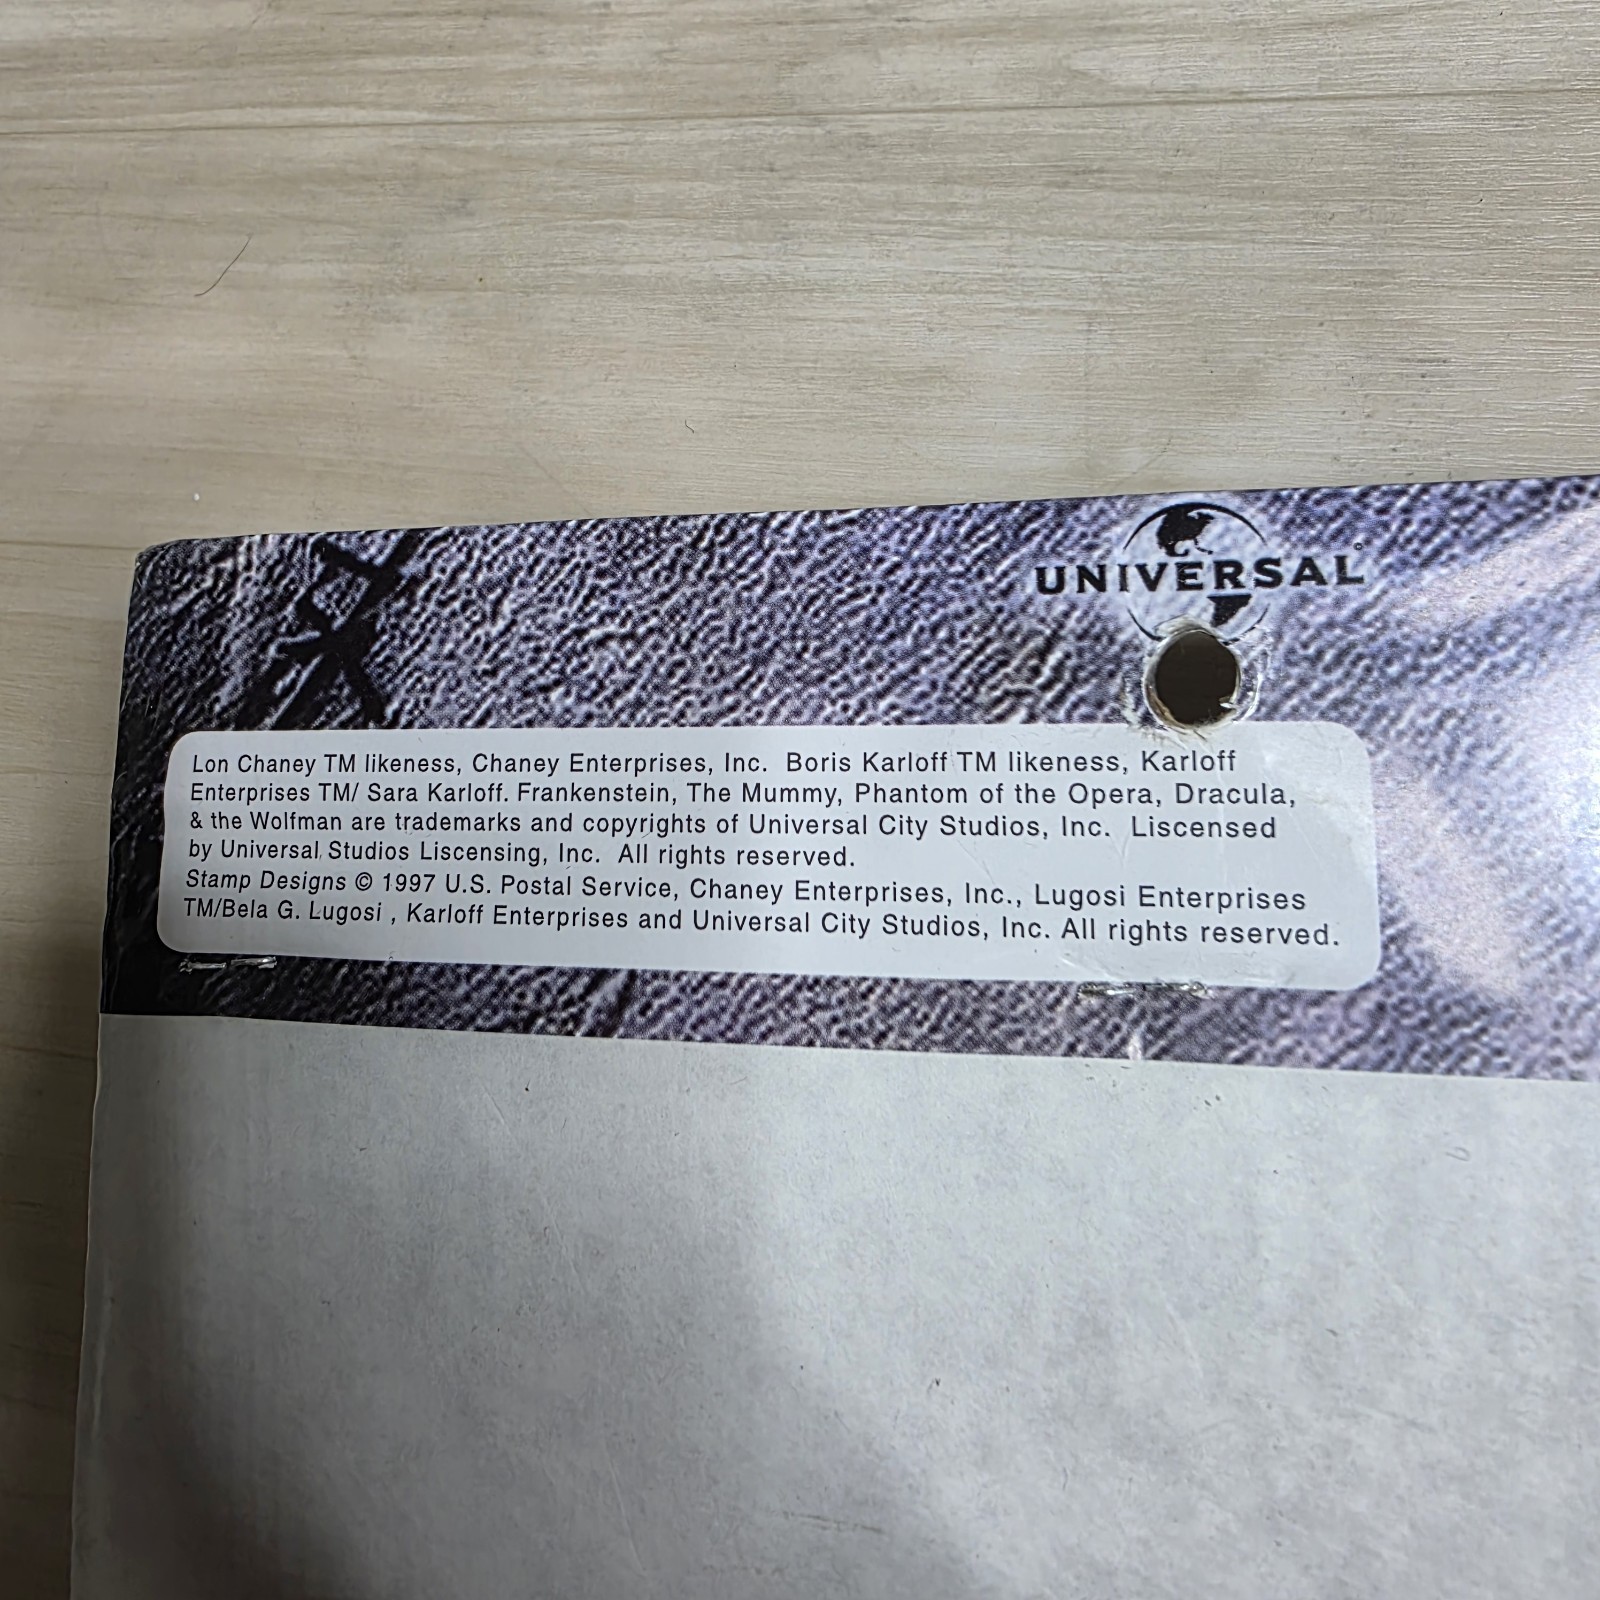 UNIVERSAL
Lon Chaney TM likeness, Chaney Enterprises, Inc. Boris Karloff TM likeness, Karloff
Enterprises TM/ Sara Karloff. Frankenstein, The Mummy, Phantom of the Opera, Dracula,
& the Wolfman are trademarks and copyrights of Universal City Studios, Inc. Liscensed
by Universal Studios Liscensing, Inc. All rights reserved.
Stamp Designs © 1997 U.S. Postal Service, Chaney Enterprises, Inc., Lugosi Enterprises
TM/Bela G. Lugosi , Karloff Enterprises and Universal City Studios, Inc. All rights reserved.